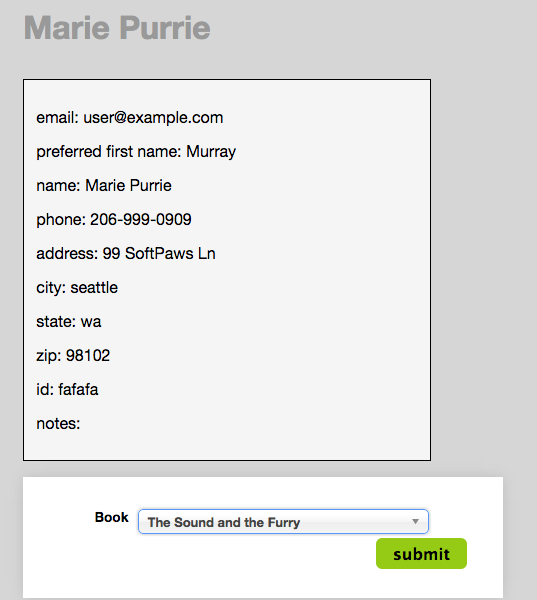 Marie Purrie
email: user@example.com
preferred first name: Murray
name: Marie Purrie
phone: 206-999-0909
address: 99 SoftPaws Ln
city: seattle
state: wa
zip: 98102
id: fafafa
notes:
Book The Sound and the Furry
submit